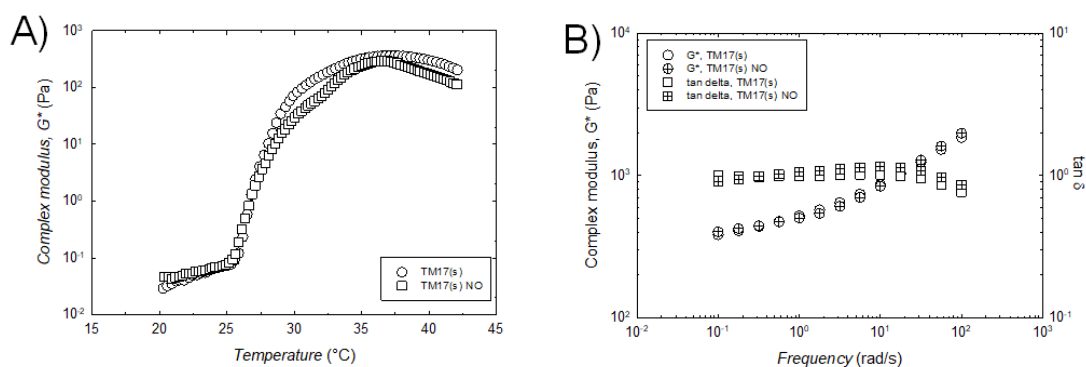 A)
10³
10²
10¹
10⁰
10⁻¹
10⁻²
Complex modulus, G* (Pa)
TM17(s)
TM17(s) NO
15 20 25 30 35 40 45
Temperature (°C)
B)
10⁴
10³
10²
Complex modulus, G* (Pa)
G*, TM17(s)
G*, TM17(s) NO
tan delta, TM17(s)
tan delta, TM17(s) NO
10¹
10⁰
10⁻¹
tan δ
10⁻² 10⁻¹ 10⁰ 10¹ 10² 10³
Frequency (rad/s)